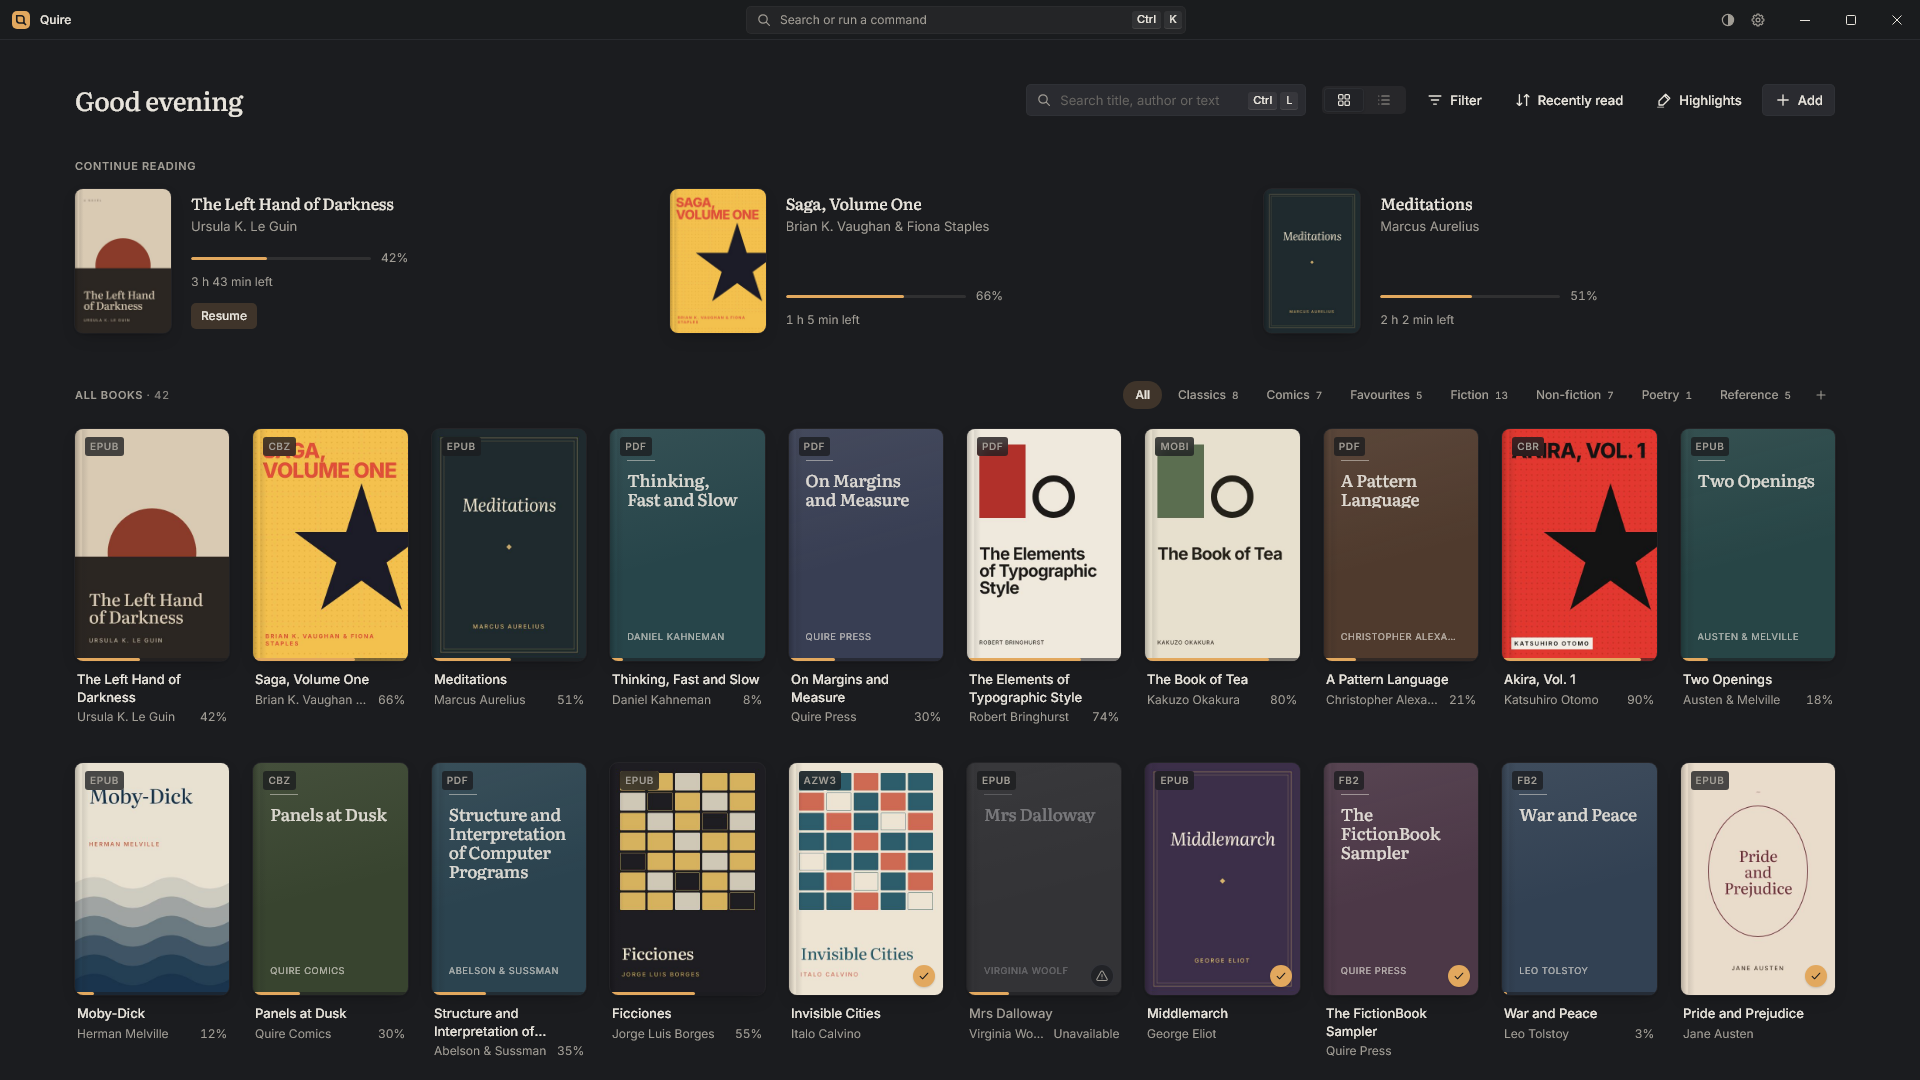 Quire
Search or run a command
Ctrl K
Good evening
Search title, author or text
Ctrl L
Filter
Recently read
Highlights
Add
CONTINUE READING
The Left Hand
of Darkness
URSULA K. LE GUIN
The Left Hand of Darkness
Ursula K. Le Guin
42%
3 h 43 min left
Resume
SAGA,
VOLUME ONE
BRIAN K. VAUGHAN & FIONA
STAPLES
Saga, Volume One
Brian K. Vaughan & Fiona Staples
66%
1 h 5 min left
Meditations
MARCUS AURELIUS
Meditations
Marcus Aurelius
51%
2 h 2 min left
ALL BOOKS · 42
All
Classics 8
Comics 7
Favourites 5
Fiction 13
Non-fiction 7
Poetry 1
Reference 5
EPUB
The Left Hand
of Darkness
URSULA K. LE GUIN
The Left Hand of
Darkness
Ursula K. Le Guin 42%
CBZ
SAGA,
VOLUME ONE
BRIAN K. VAUGHAN & FIONA
STAPLES
Saga, Volume One
Brian K. Vaughan ... 66%
EPUB
Meditations
MARCUS AURELIUS
Meditations
Marcus Aurelius 51%
PDF
Thinking,
Fast and Slow
DANIEL KAHNEMAN
Thinking, Fast and Slow
Daniel Kahneman 8%
PDF
On Margins
and Measure
QUIRE PRESS
On Margins and
Measure
Quire Press 30%
PDF
The Elements
of Typographic
Style
ROBERT BRINGHURST
The Elements of
Typographic Style
Robert Bringhurst 74%
MOBI
The Book of Tea
KAKUZO OKAKURA
The Book of Tea
Kakuzo Okakura 80%
PDF
A Pattern
Language
CHRISTOPHER ALEXA...
A Pattern Language
Christopher Alexa... 21%
CBR
AKIRA, VOL. 1
KATSUHIRO OTOMO
Akira, Vol. 1
Katsuhiro Otomo 90%
EPUB
Two Openings
AUSTEN & MELVILLE
Two Openings
Austen & Melville 18%
EPUB
Moby-Dick
HERMAN MELVILLE
Moby-Dick
Herman Melville 12%
CBZ
Panels at Dusk
QUIRE COMICS
Panels at Dusk
Quire Comics 30%
PDF
Structure and
Interpretation
of Computer
Programs
ABELSON & SUSSMAN
Structure and
Interpretation of...
Abelson & Sussman 35%
EPUB
Ficciones
JORGE LUIS BORGES
Ficciones
Jorge Luis Borges 55%
AZW3
Invisible Cities
ITALO CALVINO
Invisible Cities
Italo Calvino
EPUB
Mrs Dalloway
VIRGINIA WOOLF
Mrs Dalloway
Virginia Wo... Unavailable
EPUB
Middlemarch
GEORGE ELIOT
Middlemarch
George Eliot
FB2
The
FictionBook
Sampler
QUIRE PRESS
The FictionBook
Sampler
Quire Press
FB2
War and Peace
LEO TOLSTOY
War and Peace
Leo Tolstoy 3%
EPUB
Pride
and
Prejudice
JANE AUSTEN
Pride and Prejudice
Jane Austen